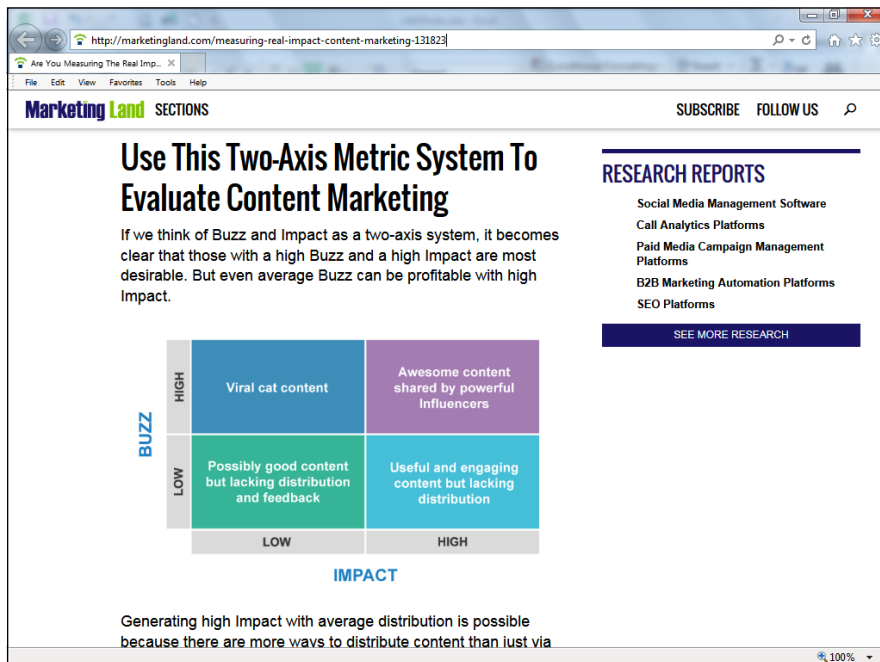 http://marketingland.com/measuring-real-impact-content-marketing-131823
Are You Measuring The Real Imp...
File Edit View Favorites Tools Help
Marketing Land SECTIONS SUBSCRIBE FOLLOW US
Use This Two-Axis Metric System To
Evaluate Content Marketing
If we think of Buzz and Impact as a two-axis system, it becomes
clear that those with a high Buzz and a high Impact are most
desirable. But even average Buzz can be profitable with high
Impact.
BUZZ
HIGH
Viral cat content
Awesome content
shared by powerful
Influencers
LOW
Possibly good content
but lacking distribution
and feedback
Useful and engaging
content but lacking
distribution
LOW HIGH
IMPACT
Generating high Impact with average distribution is possible
because there are more ways to distribute content than just via
RESEARCH REPORTS
Social Media Management Software
Call Analytics Platforms
Paid Media Campaign Management
Platforms
B2B Marketing Automation Platforms
SEO Platforms
SEE MORE RESEARCH
100%